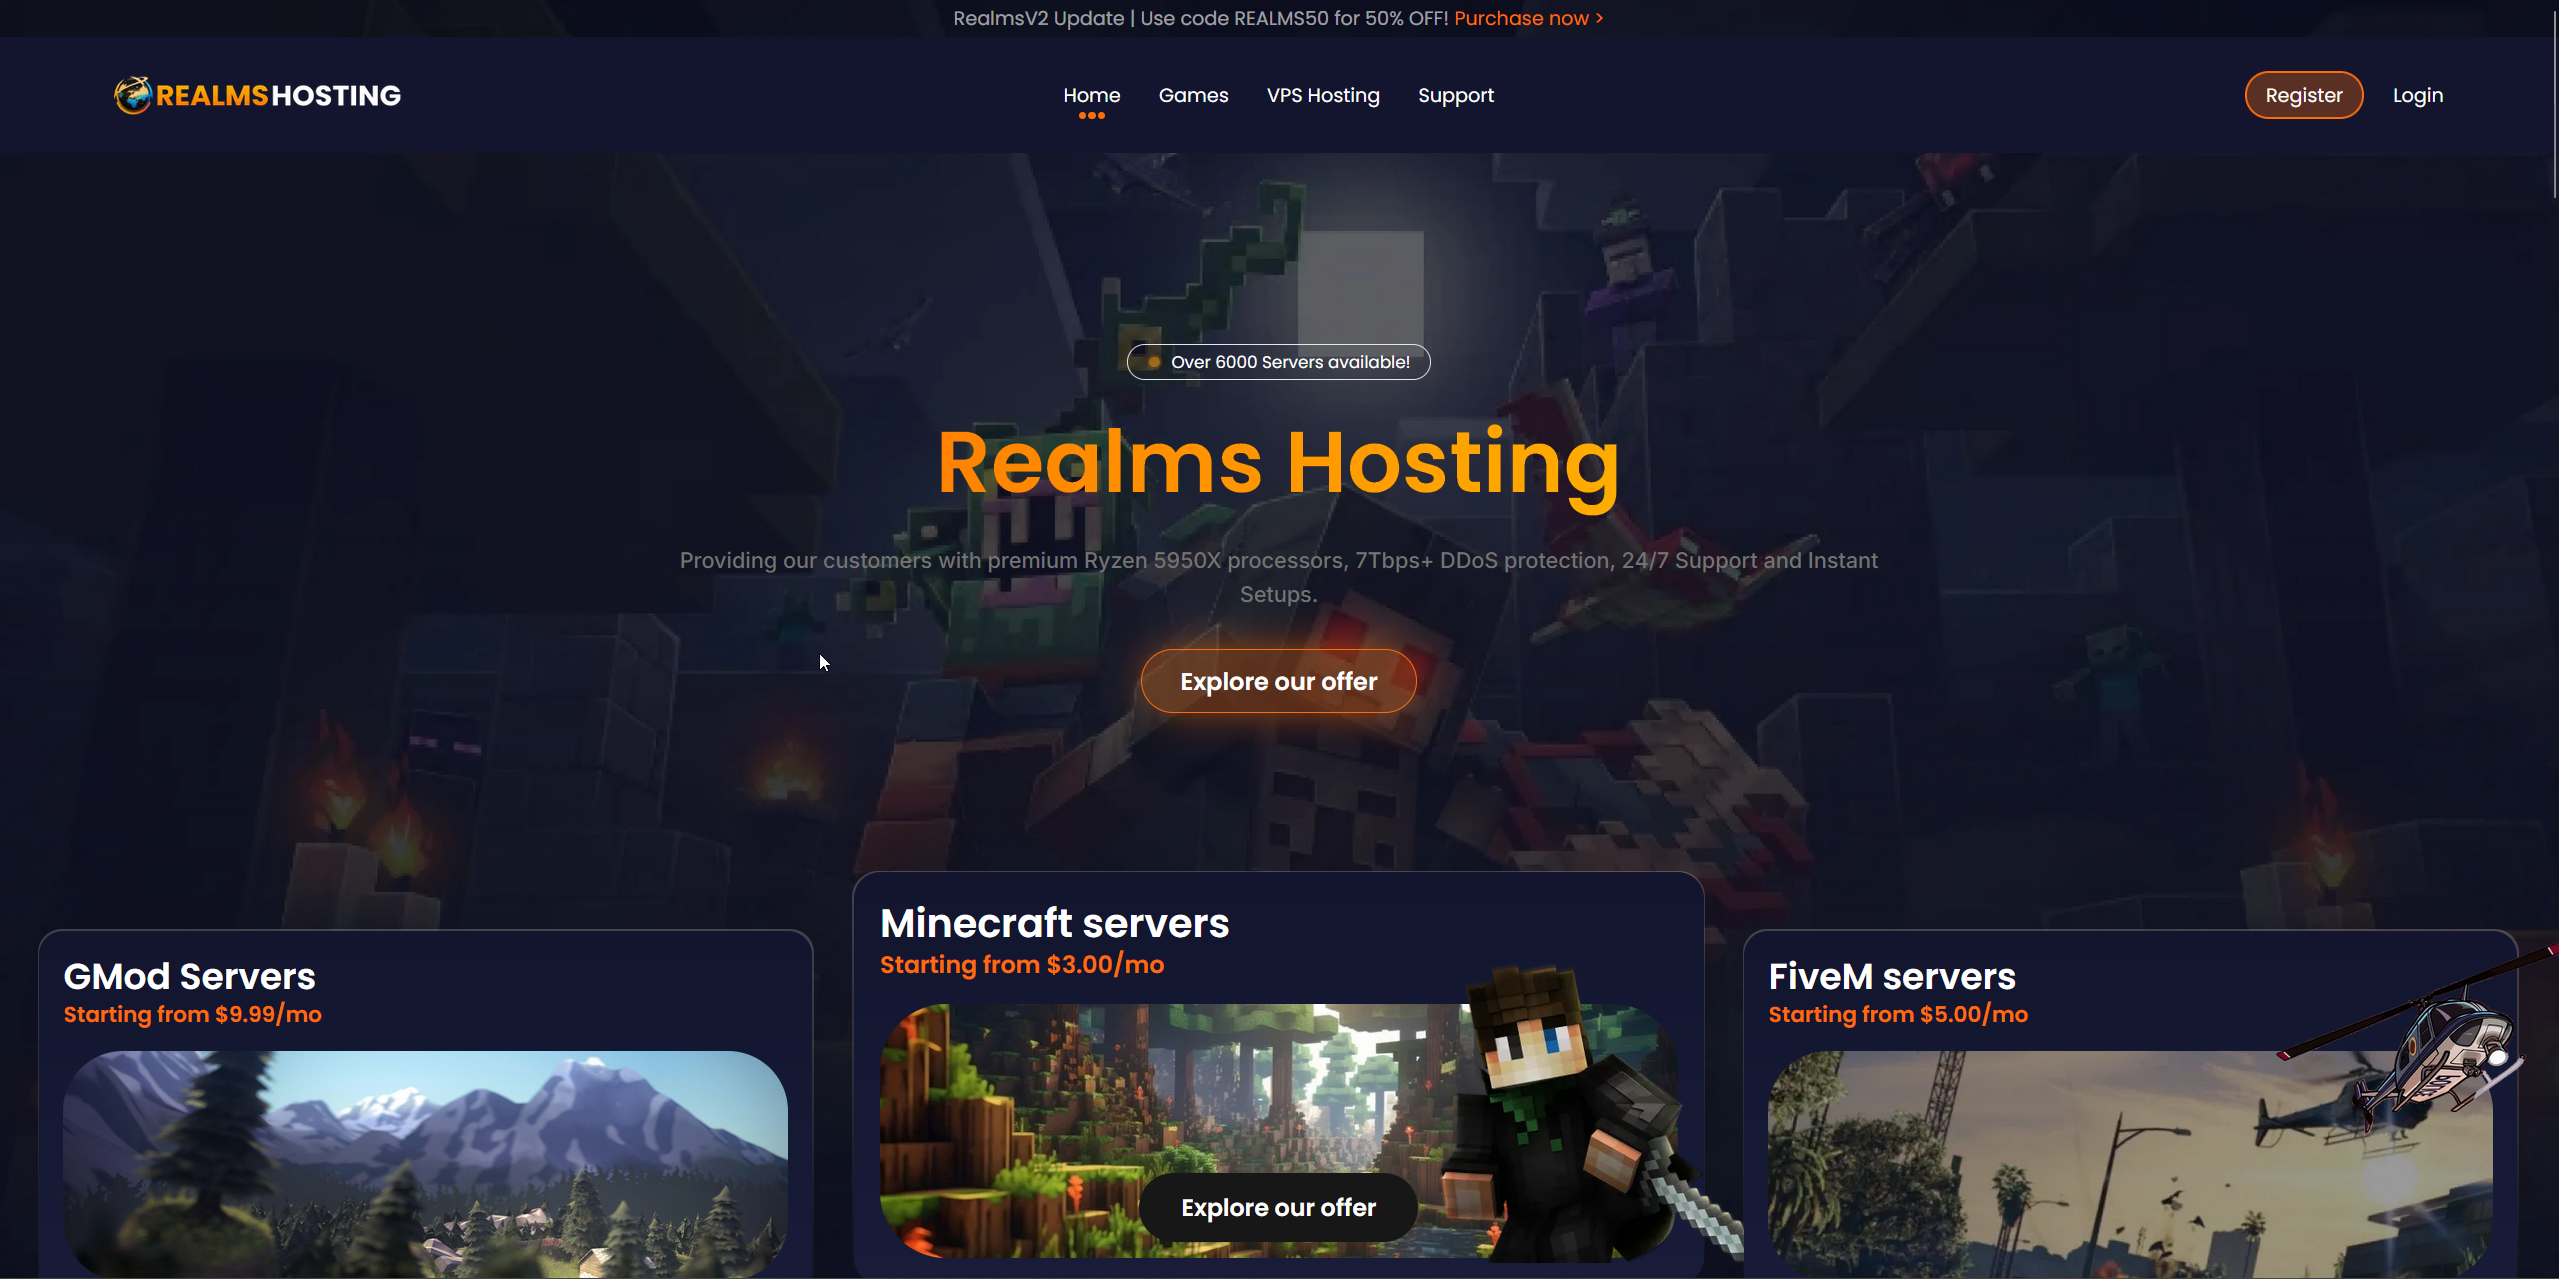 RealmsV2 Update | Use code REALMS50 for 50% OFF! Purchase now >
REALMSHOSTING
Home
Games
VPS Hosting
Support
Register
Login
Over 6000 Servers available!
Realms Hosting
Providing our customers with premium Ryzen 5950X processors, 7Tbps+ DDoS protection, 24/7 Support and Instant
Setups.
Explore our offer
GMod Servers
Starting from $9.99/mo
Minecraft servers
Starting from $3.00/mo
Explore our offer
FiveM servers
Starting from $5.00/mo